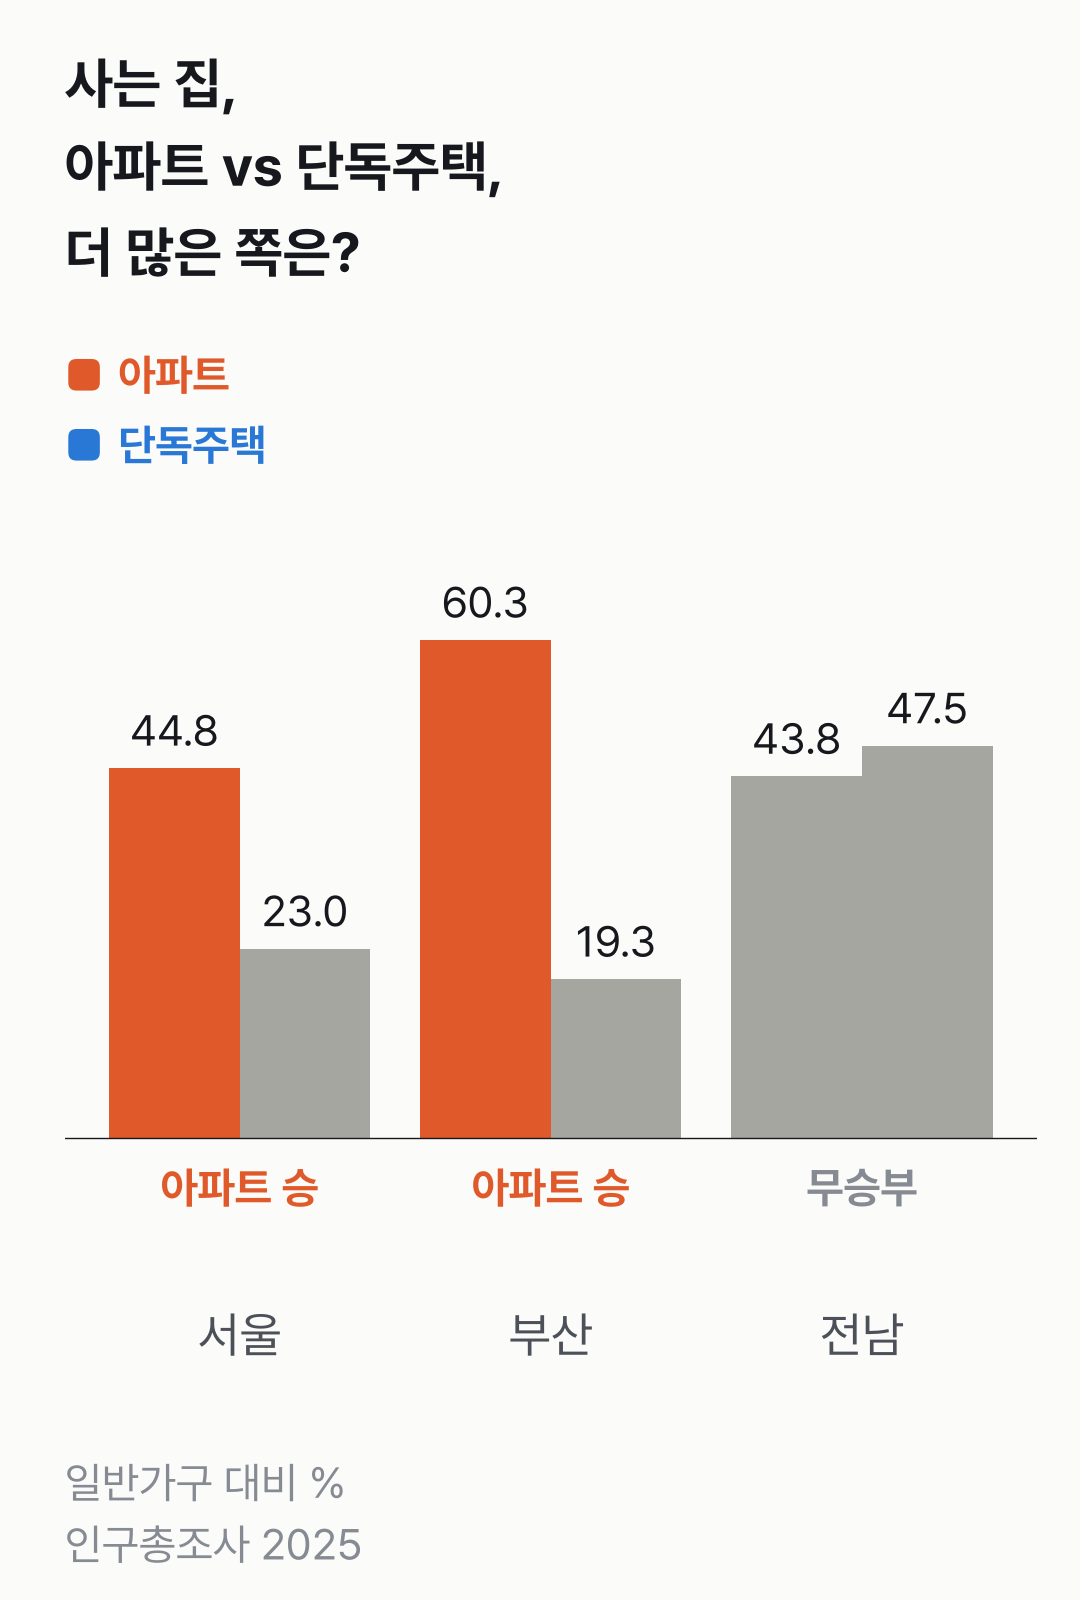 사는 집,
아파트 vs 단독주택,
더 많은 쪽은?
아파트
단독주택
44.8
23.0
60.3
19.3
43.8
47.5
아파트 승
아파트 승
무승부
서울
부산
전남
일반가구 대비 %
인구총조사 2025